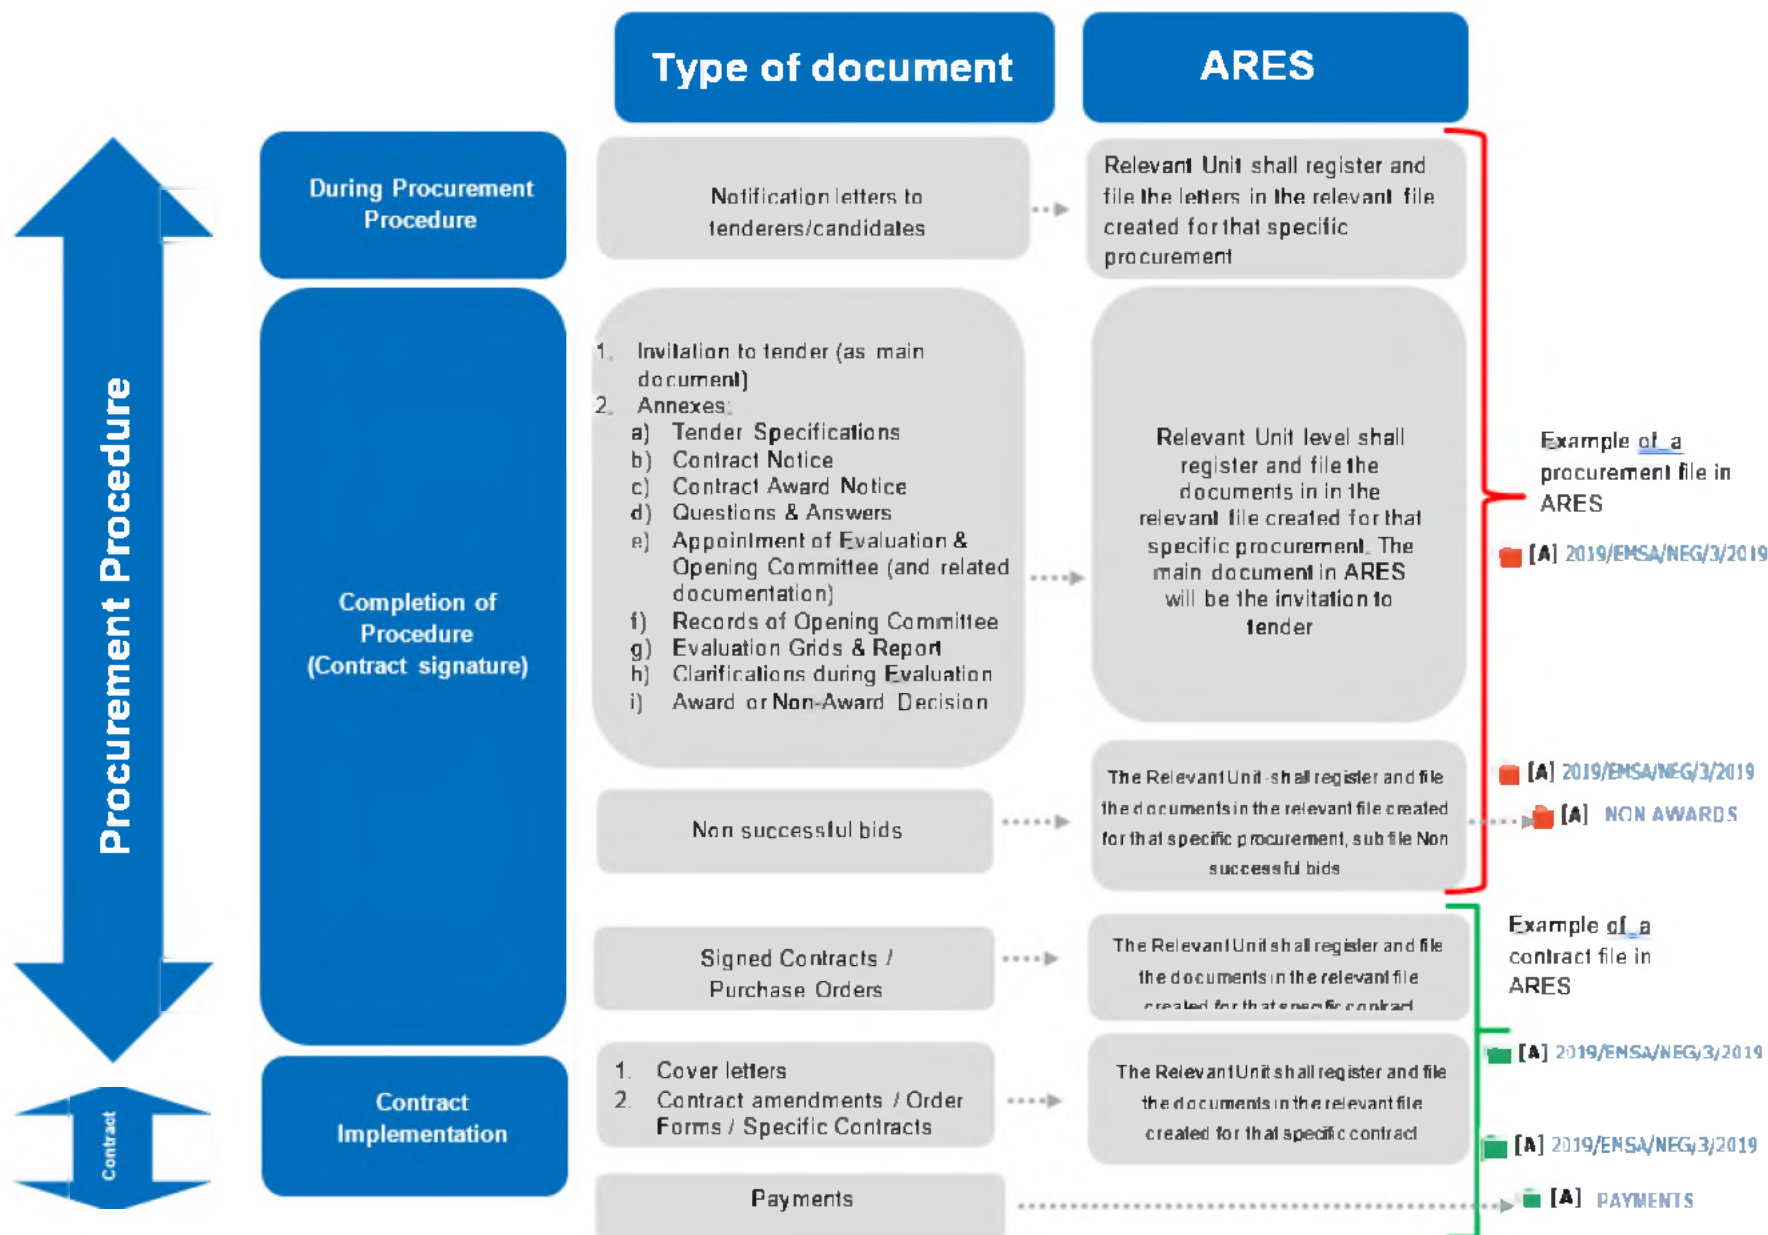 Type of document
ARES
Procurement Procedure
During Procurement
Procedure
Notification letters to
tenderers/candidates
Relevant Unit shall register and
file the letters in the relevant file
created for that specific
procurement
Completion of
Procedure
(Contract signature)
1. Invitation to tender (as main
document)
2. Annexes:
a) Tender Specifications
b) Contract Notice
c) Contract Award Notice
d) Questions & Answers
e) Appointment of Evaluation &
Opening Committee (and related
documentation)
f) Records of Opening Committee
g) Evaluation Grids & Report
h) Clarifications during Evaluation
i) Award or Non-Award Decision
Relevant Unit level shall
register and file the
documents in in the
relevant file created for that
specific procurement. The
main document in ARES
will be the invitation to
tender
Example of a
procurement file in
ARES
[A] 2019/EMSA/NEG/3/2019
Non successful bids
The Relevant Unit shall register and file
the documents in the relevant file created
for that specific procurement, sub file Non
successful bids
[A] 2019/EMSA/NEG/3/2019
[A] NON AWARDS
Signed Contracts /
Purchase Orders
The Relevant Unit shall register and file
the documents in the relevant file
created for that specific contract
Example of a
contract file in
ARES
[A] 2019/EMSA/NEG/3/2019
Contract
Contract
Implementation
1. Cover letters
2. Contract amendments / Order
Forms / Specific Contracts
The Relevant Unit shall register and file
the documents in the relevant file
created for that specific contract
[A] 2019/EMSA/NEG/3/2019
Payments
[A] PAYMENTS